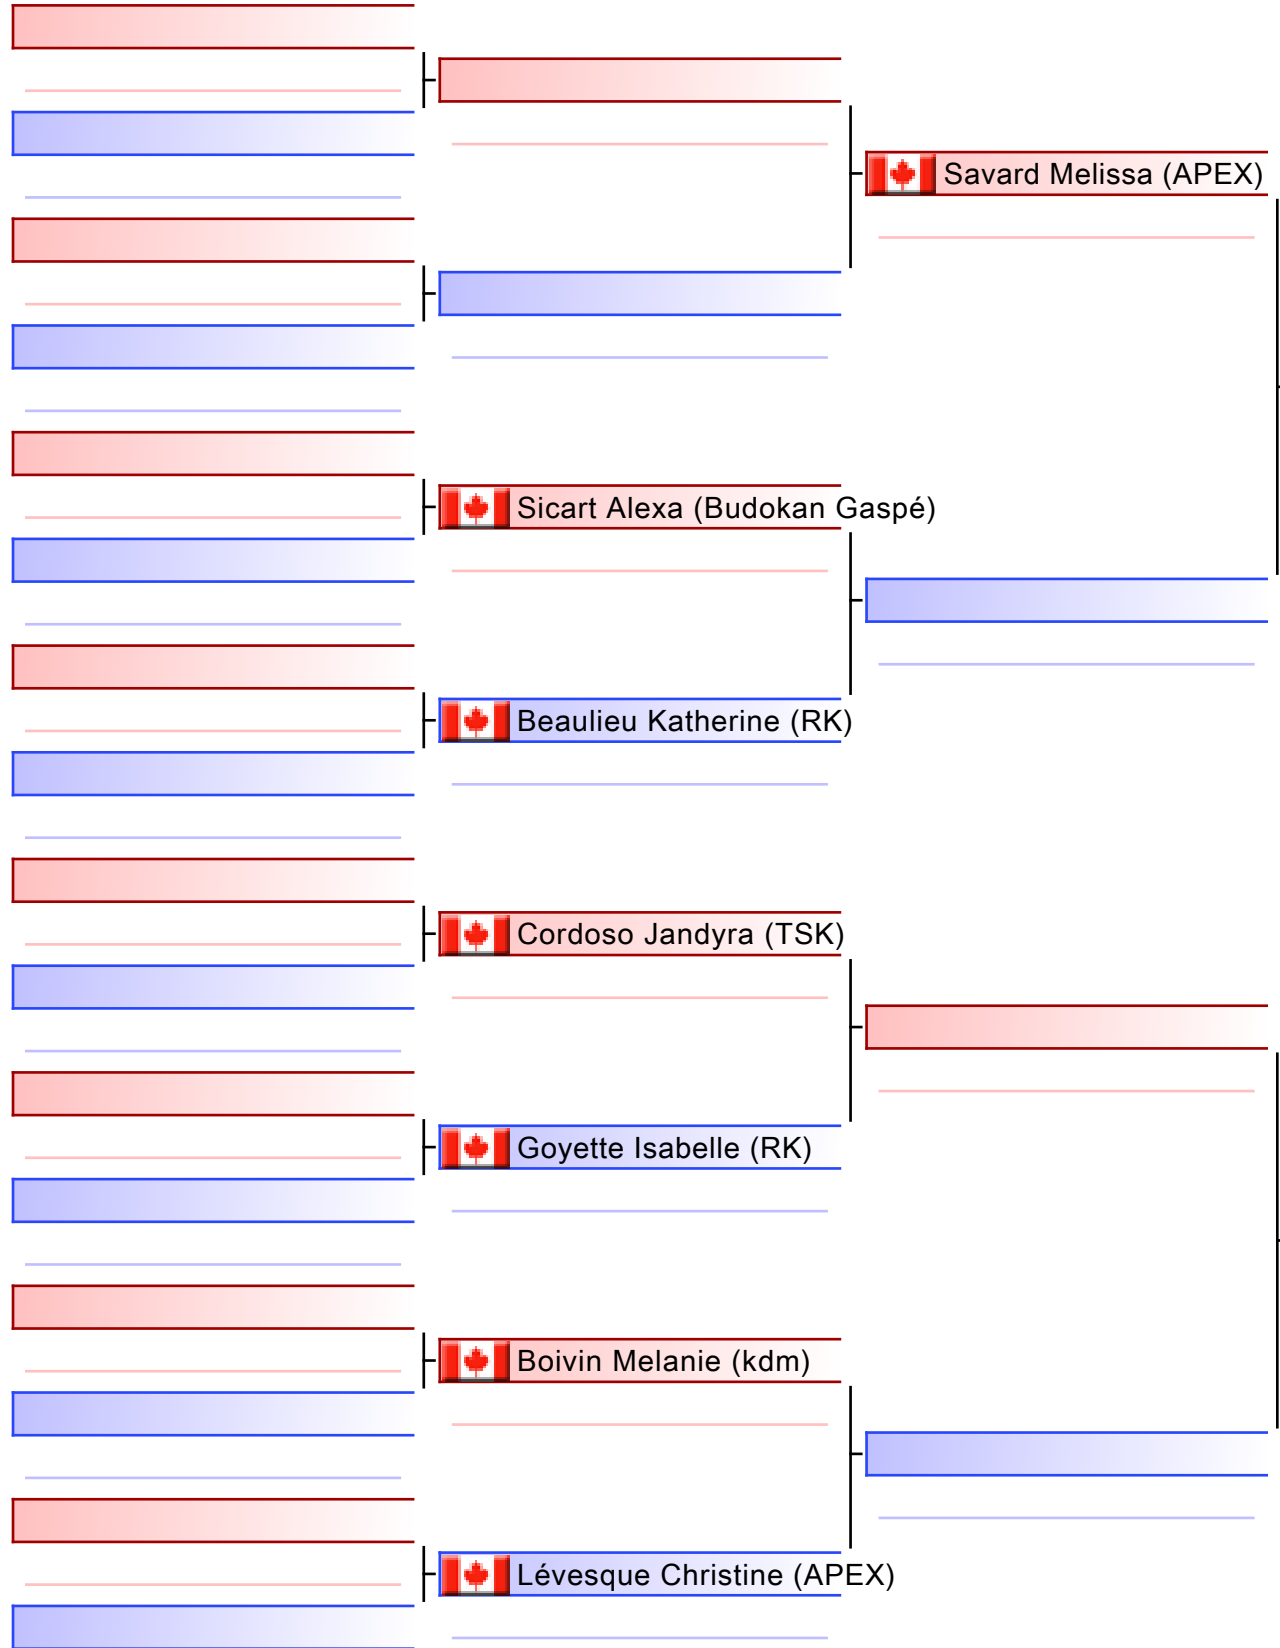 Savard Melissa (APEX)
Sicart Alexa (Budokan Gaspé)
Beaulieu Katherine (RK)
Cordoso Jandyra (TSK)
Goyette Isabelle (RK)
Boivin Melanie (kdm)
Lévesque Christine (APEX)